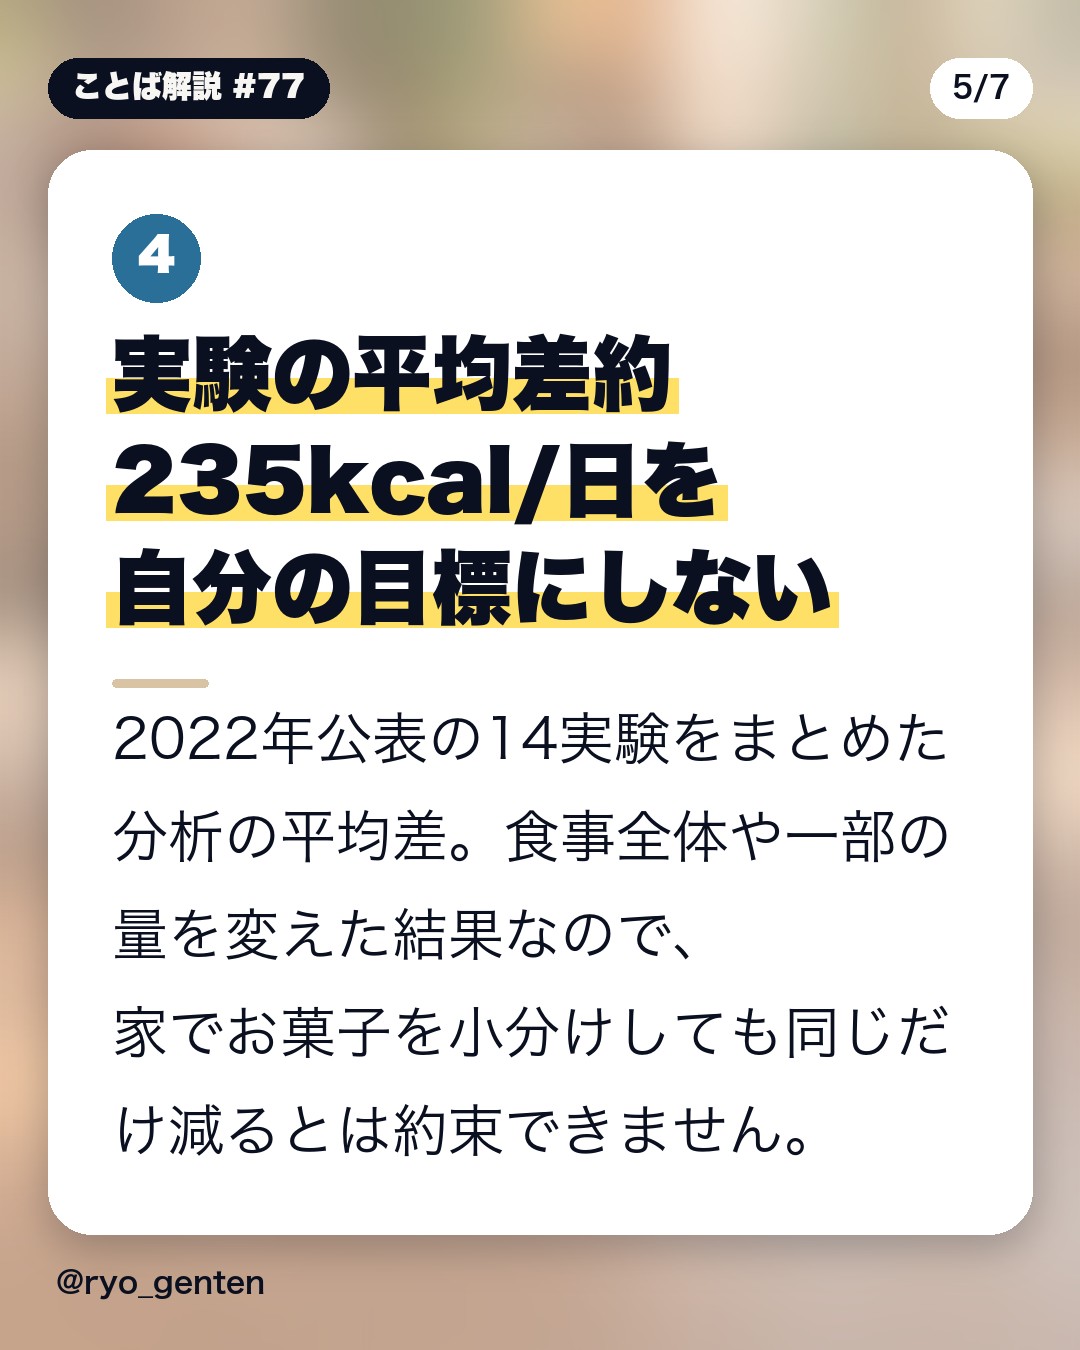 ことば解説 #77
5/7
4
実験の平均差約
235kcal/日を
自分の目標にしない
2022年公表の14実験をまとめた
分析の平均差。食事全体や一部の
量を変えた結果なので、
家でお菓子を小分けしても同じだ
け減るとは約束できません。
@ryo_genten